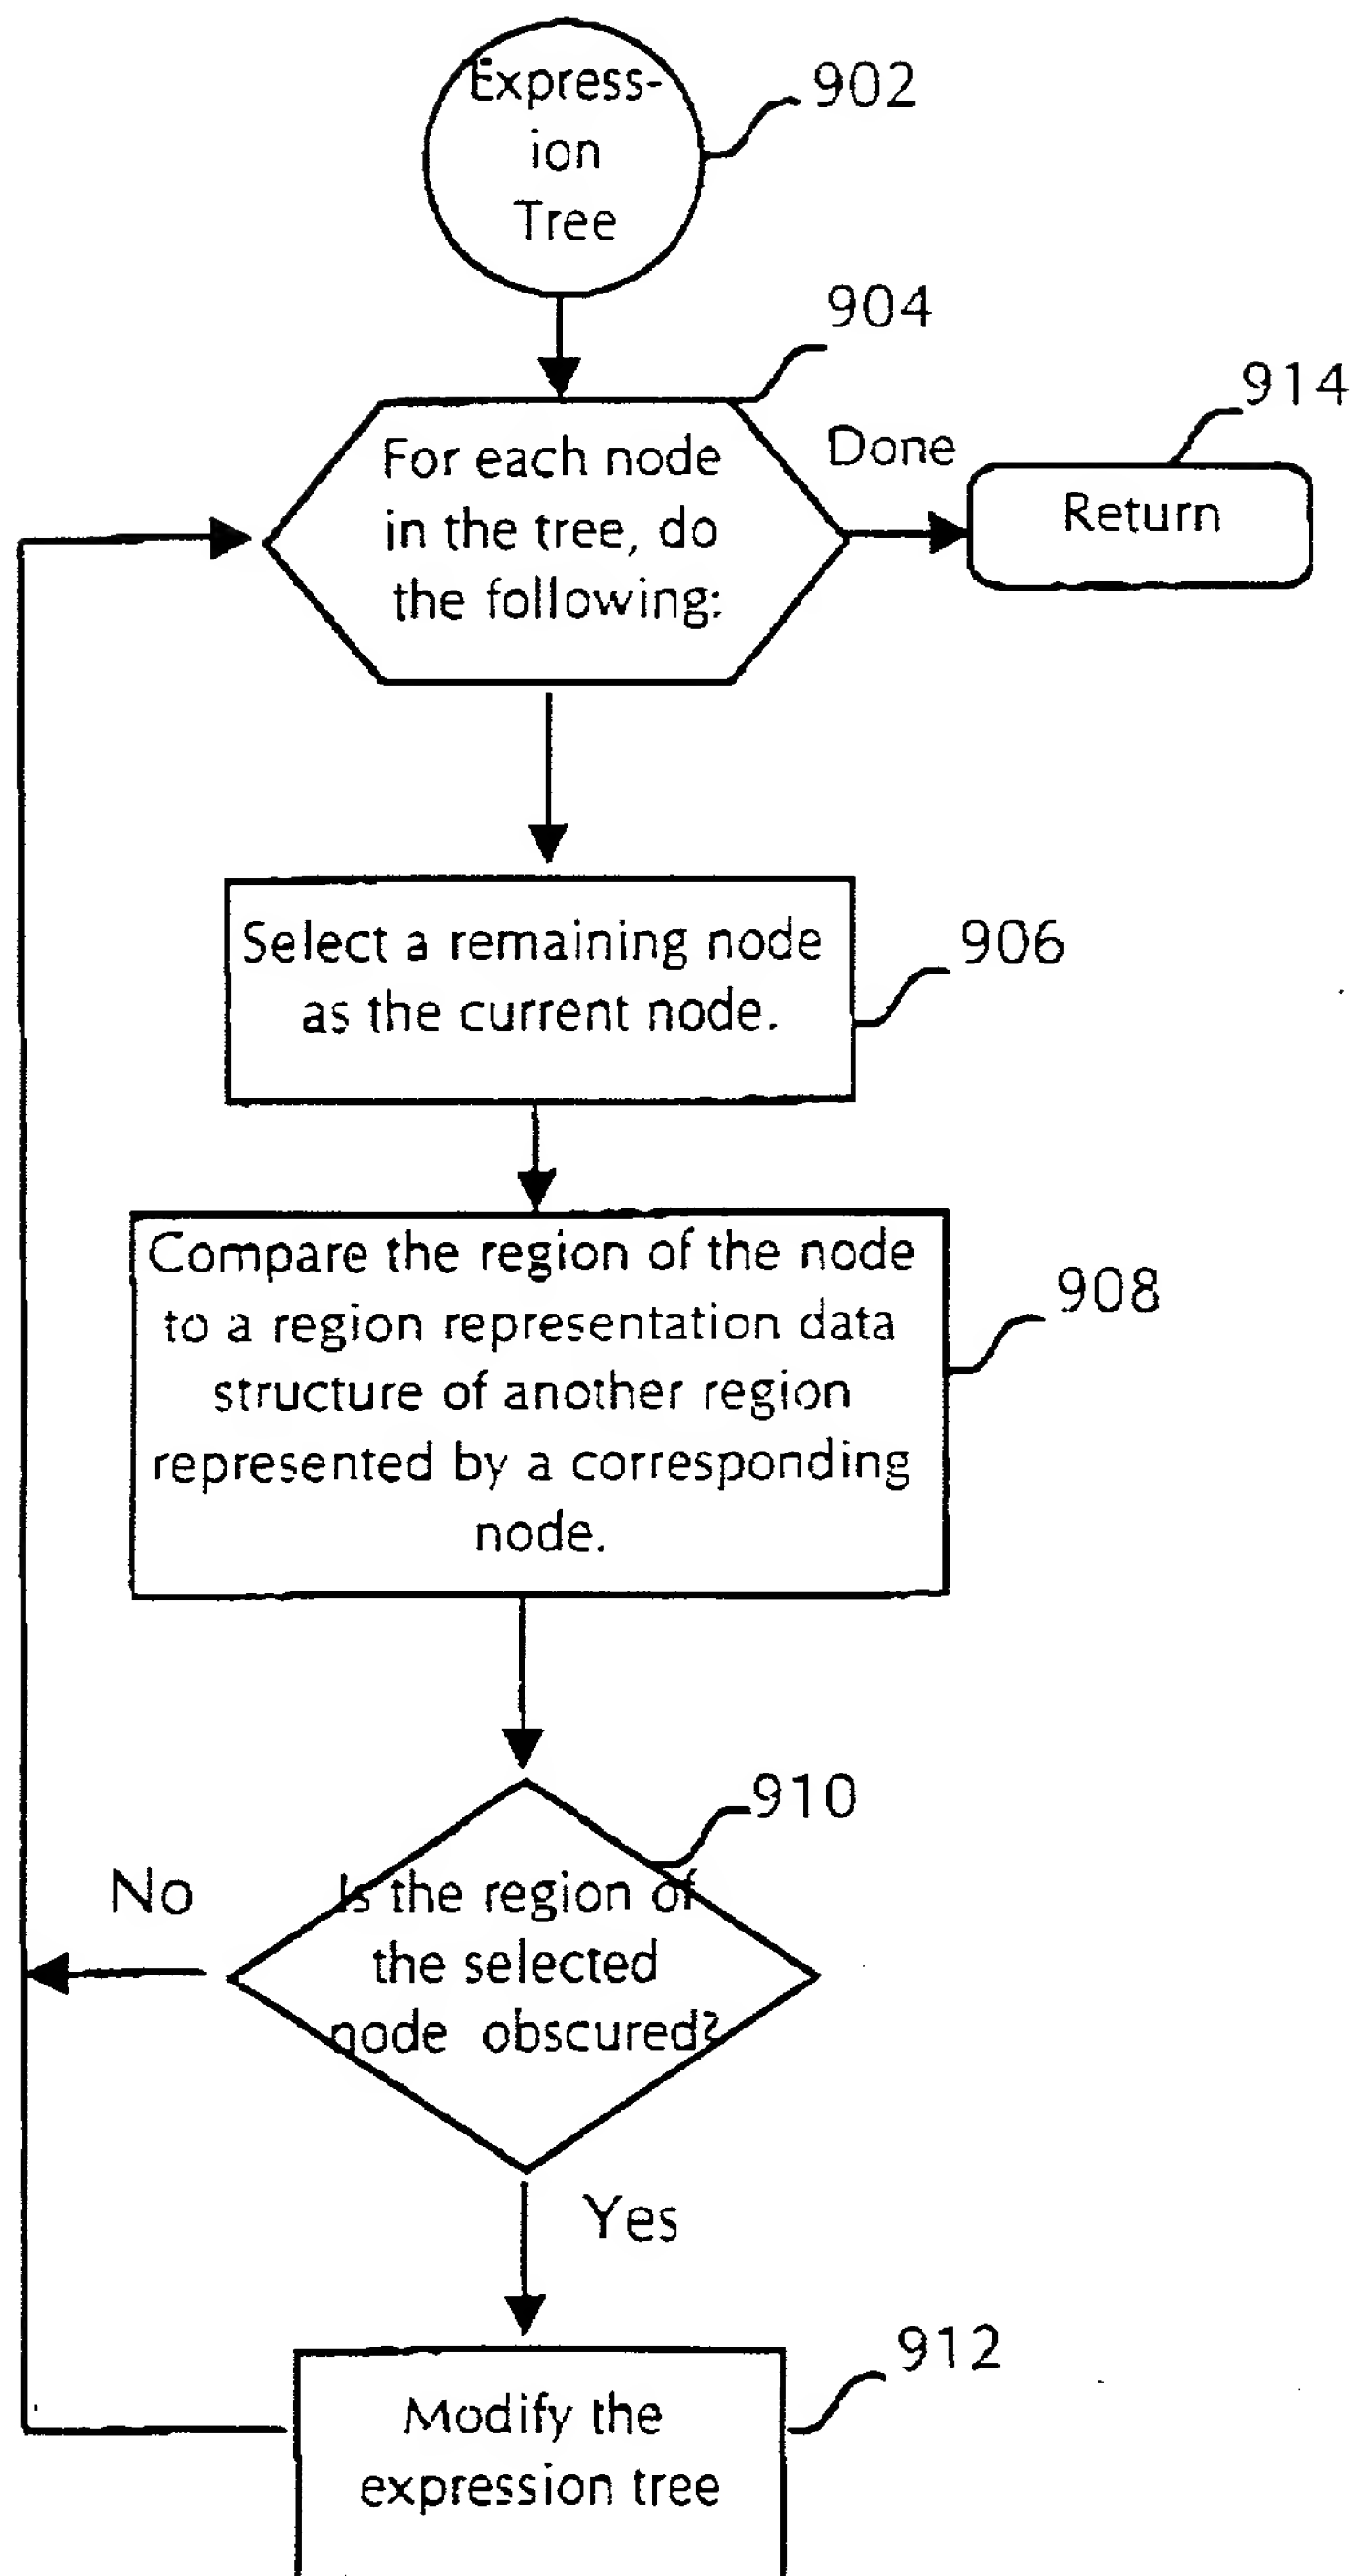 Express-
ion
Tree
902
904
For each node
in the tree, do
the following:
Done
914
Return
Select a remaining node
as the current node.
906
Compare the region of the node
to a region representation data
structure of another region
represented by a corresponding
node.
908
910
Is the region of
the selected
node obscured?
No
Yes
912
Modify the
expression tree